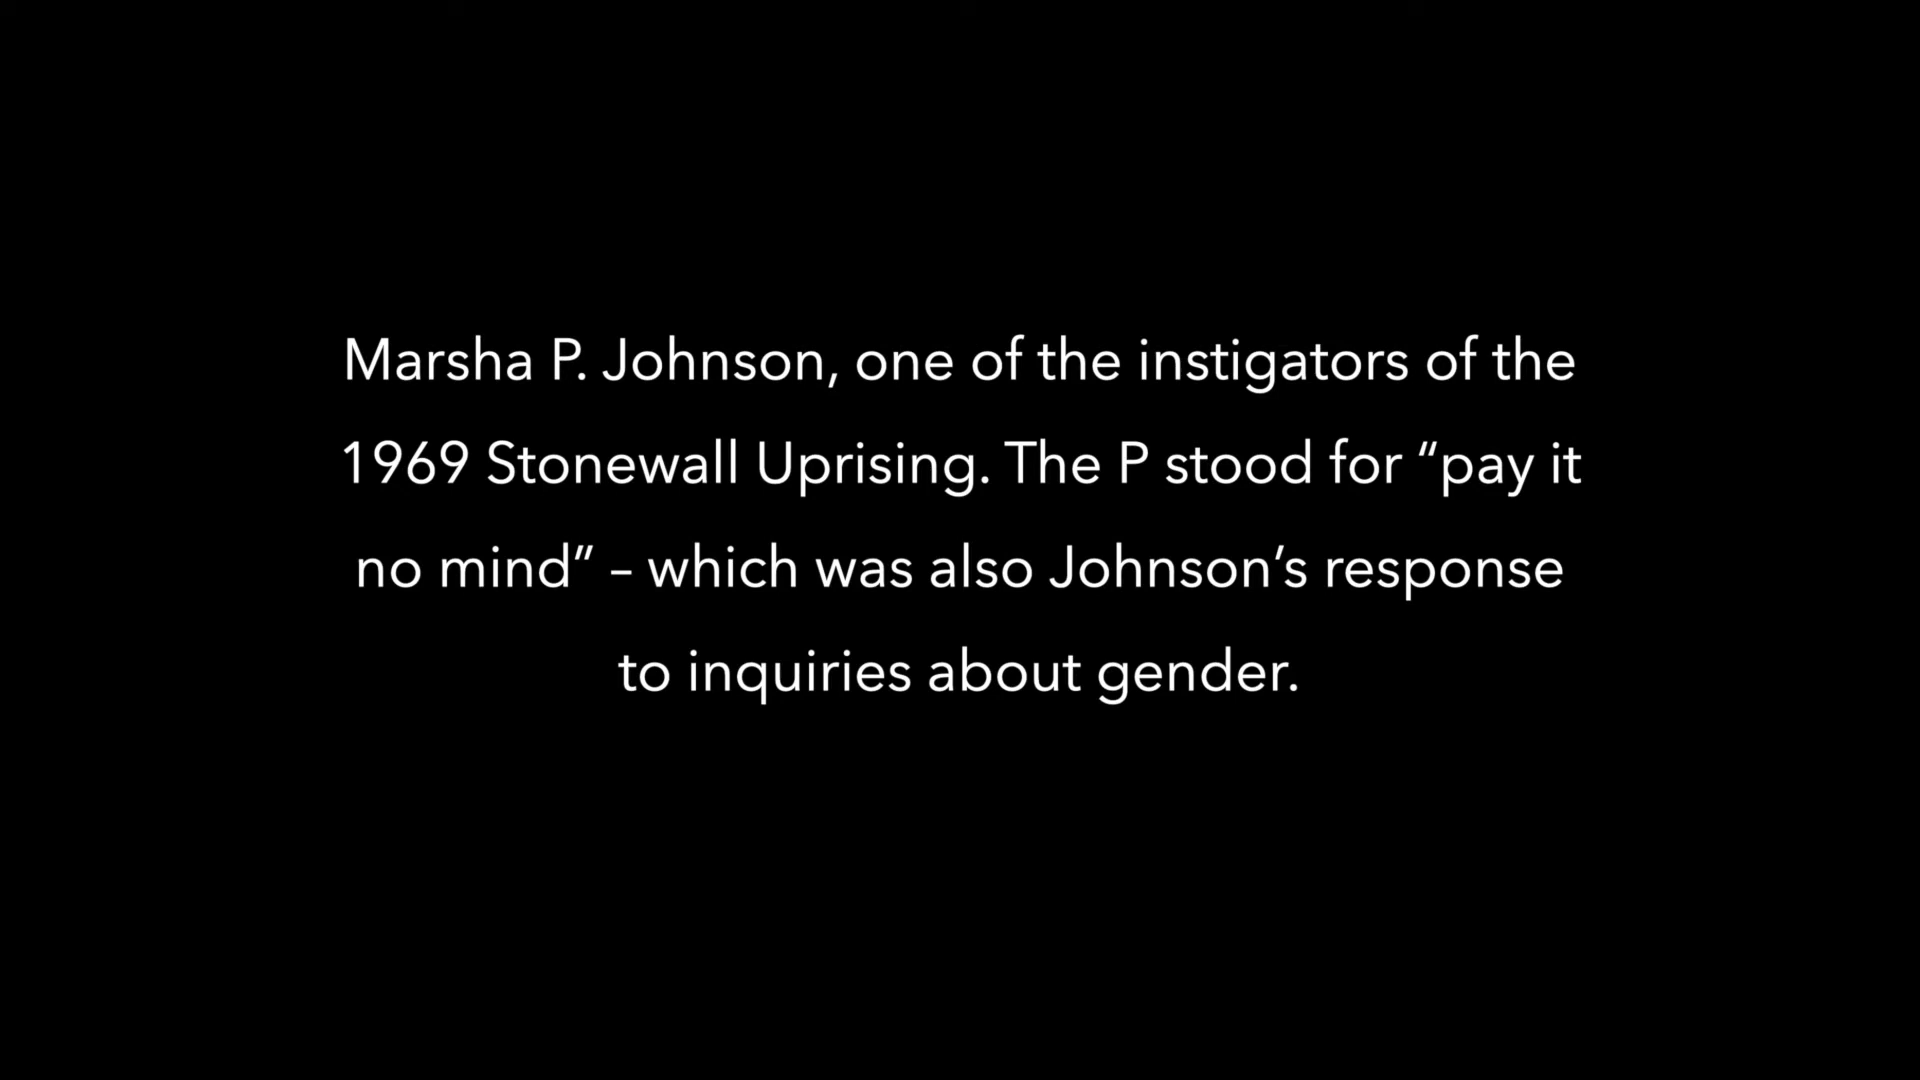 Marsha P. Johnson, one of the instigators of the
1969 Stonewall Uprising. The P stood for “pay it
no mind” – which was also Johnson’s response
to inquiries about gender.